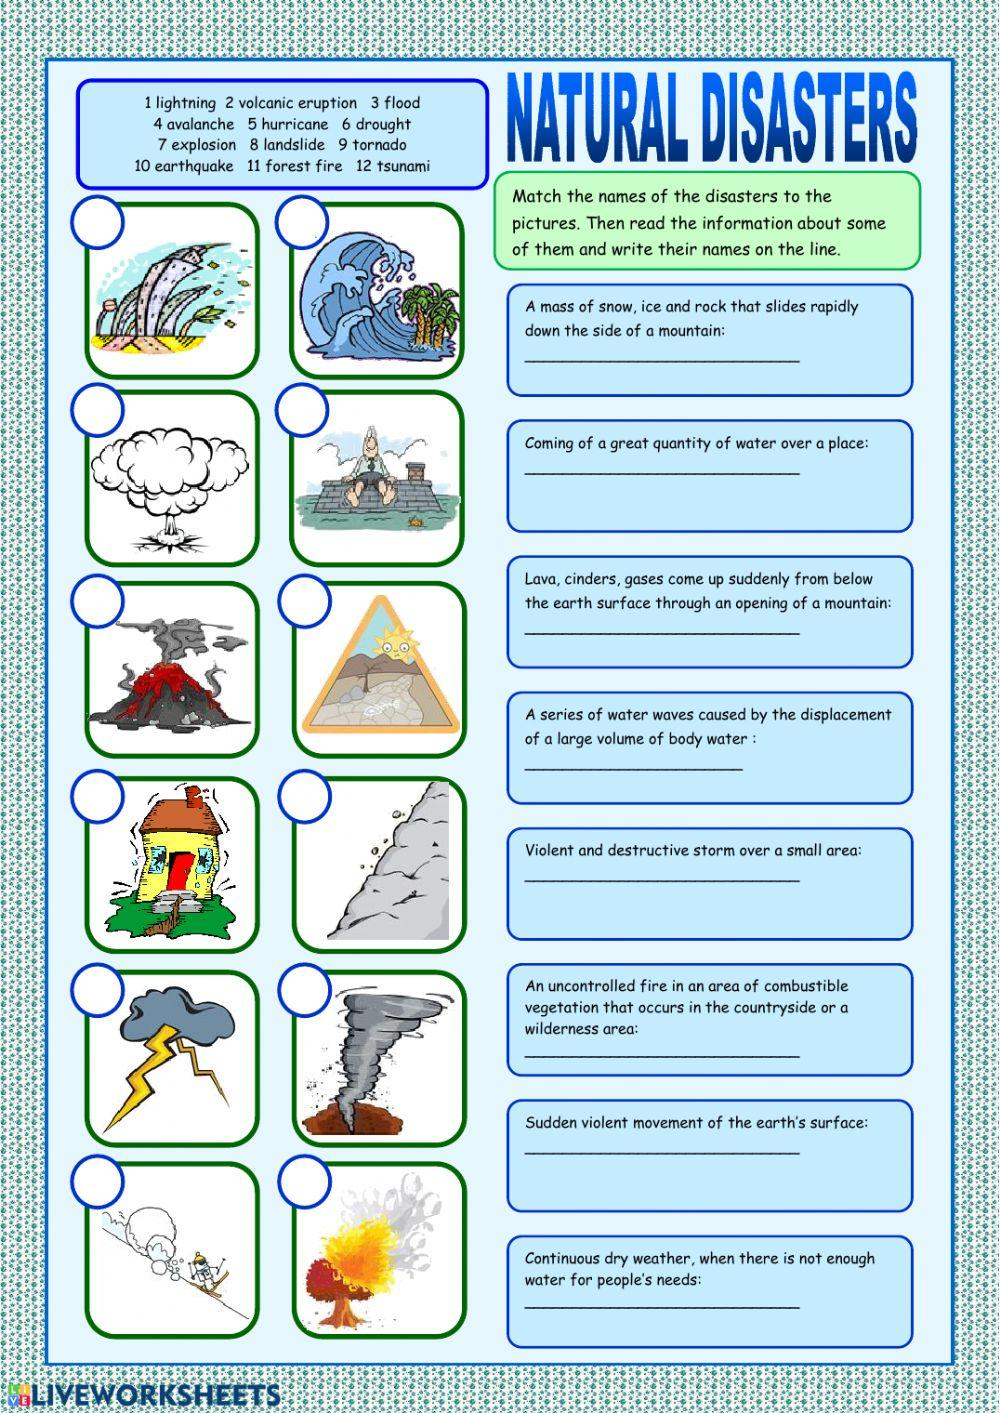 1 lightning 2 volcanic eruption 3 flood
4 avalanche 5 hurricane 6 drought
7 explosion 8 landslide 9 tornado
10 earthquake 11 forest fire 12 tsunami
NATURAL DISASTERS
Match the names of the disasters to the
pictures. Then read the information about some
of them and write their names on the line.
A mass of snow, ice and rock that slides rapidly
down the side of a mountain:
Coming of a great quantity of water over a place:
Lava, cinders, gases come up suddenly from below
the earth surface through an opening of a mountain:
A series of water waves caused by the displacement
of a large volume of body water :
Violent and destructive storm over a small area:
An uncontrolled fire in an area of combustible
vegetation that occurs in the countryside or a
wilderness area:
Sudden violent movement of the earth's surface:
Continuous dry weather, when there is not enough
water for people's needs:
LIVE LIVEWORKSHEETS